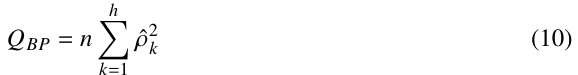 Q_{BP} = n \sum_{k=1}^{h} \hat{\rho}_k^2 (10)